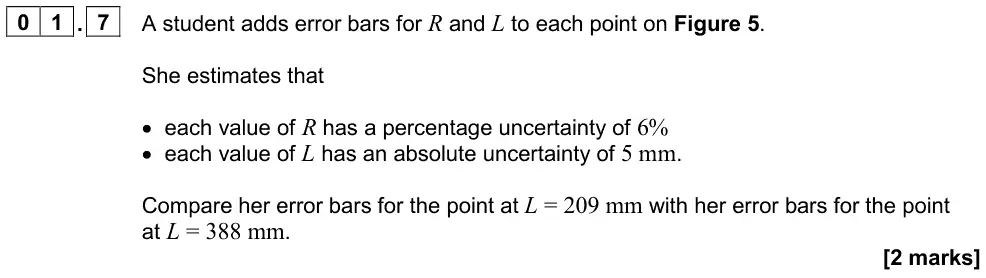 0 1 . 7 A student adds error bars for R and L to each point on Figure 5.
She estimates that
• each value of R has a percentage uncertainty of 6%
• each value of L has an absolute uncertainty of 5 mm.
Compare her error bars for the point at L = 209 mm with her error bars for the point
at L = 388 mm.
[2 marks]